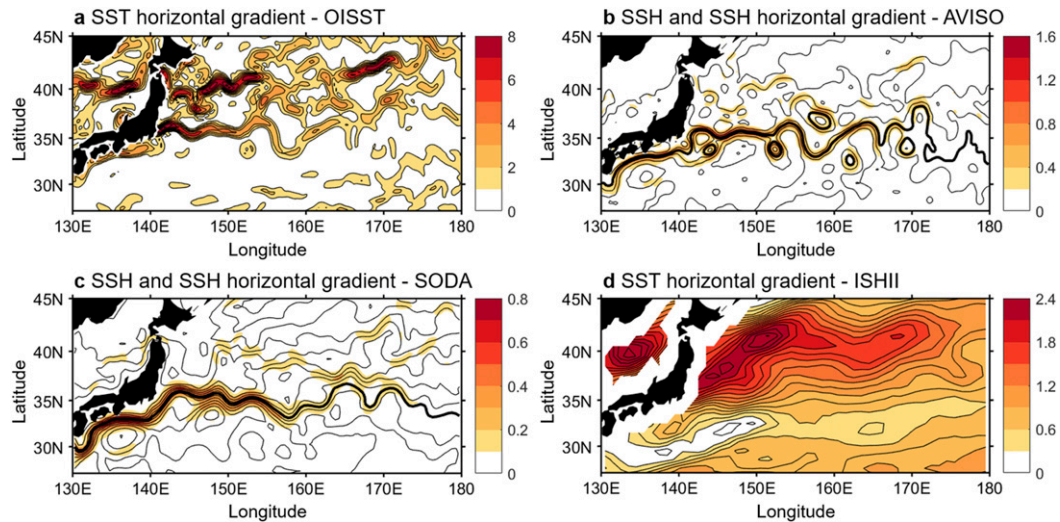 a SST horizontal gradient - OISST
45N
40N
35N
30N
Latitude
130E 140E 150E 160E 170E 180
Longitude
8
6
4
2
0
b SSH and SSH horizontal gradient - AVISO
45N
40N
35N
30N
Latitude
130E 140E 150E 160E 170E 180
Longitude
1.6
1.2
0.8
0.4
0
c SSH and SSH horizontal gradient - SODA
45N
40N
35N
30N
Latitude
130E 140E 150E 160E 170E 180
Longitude
0.8
0.6
0.4
0.2
0
d SST horizontal gradient - ISHII
45N
40N
35N
30N
Latitude
130E 140E 150E 160E 170E 180
Longitude
2.4
1.8
1.2
0.6
0